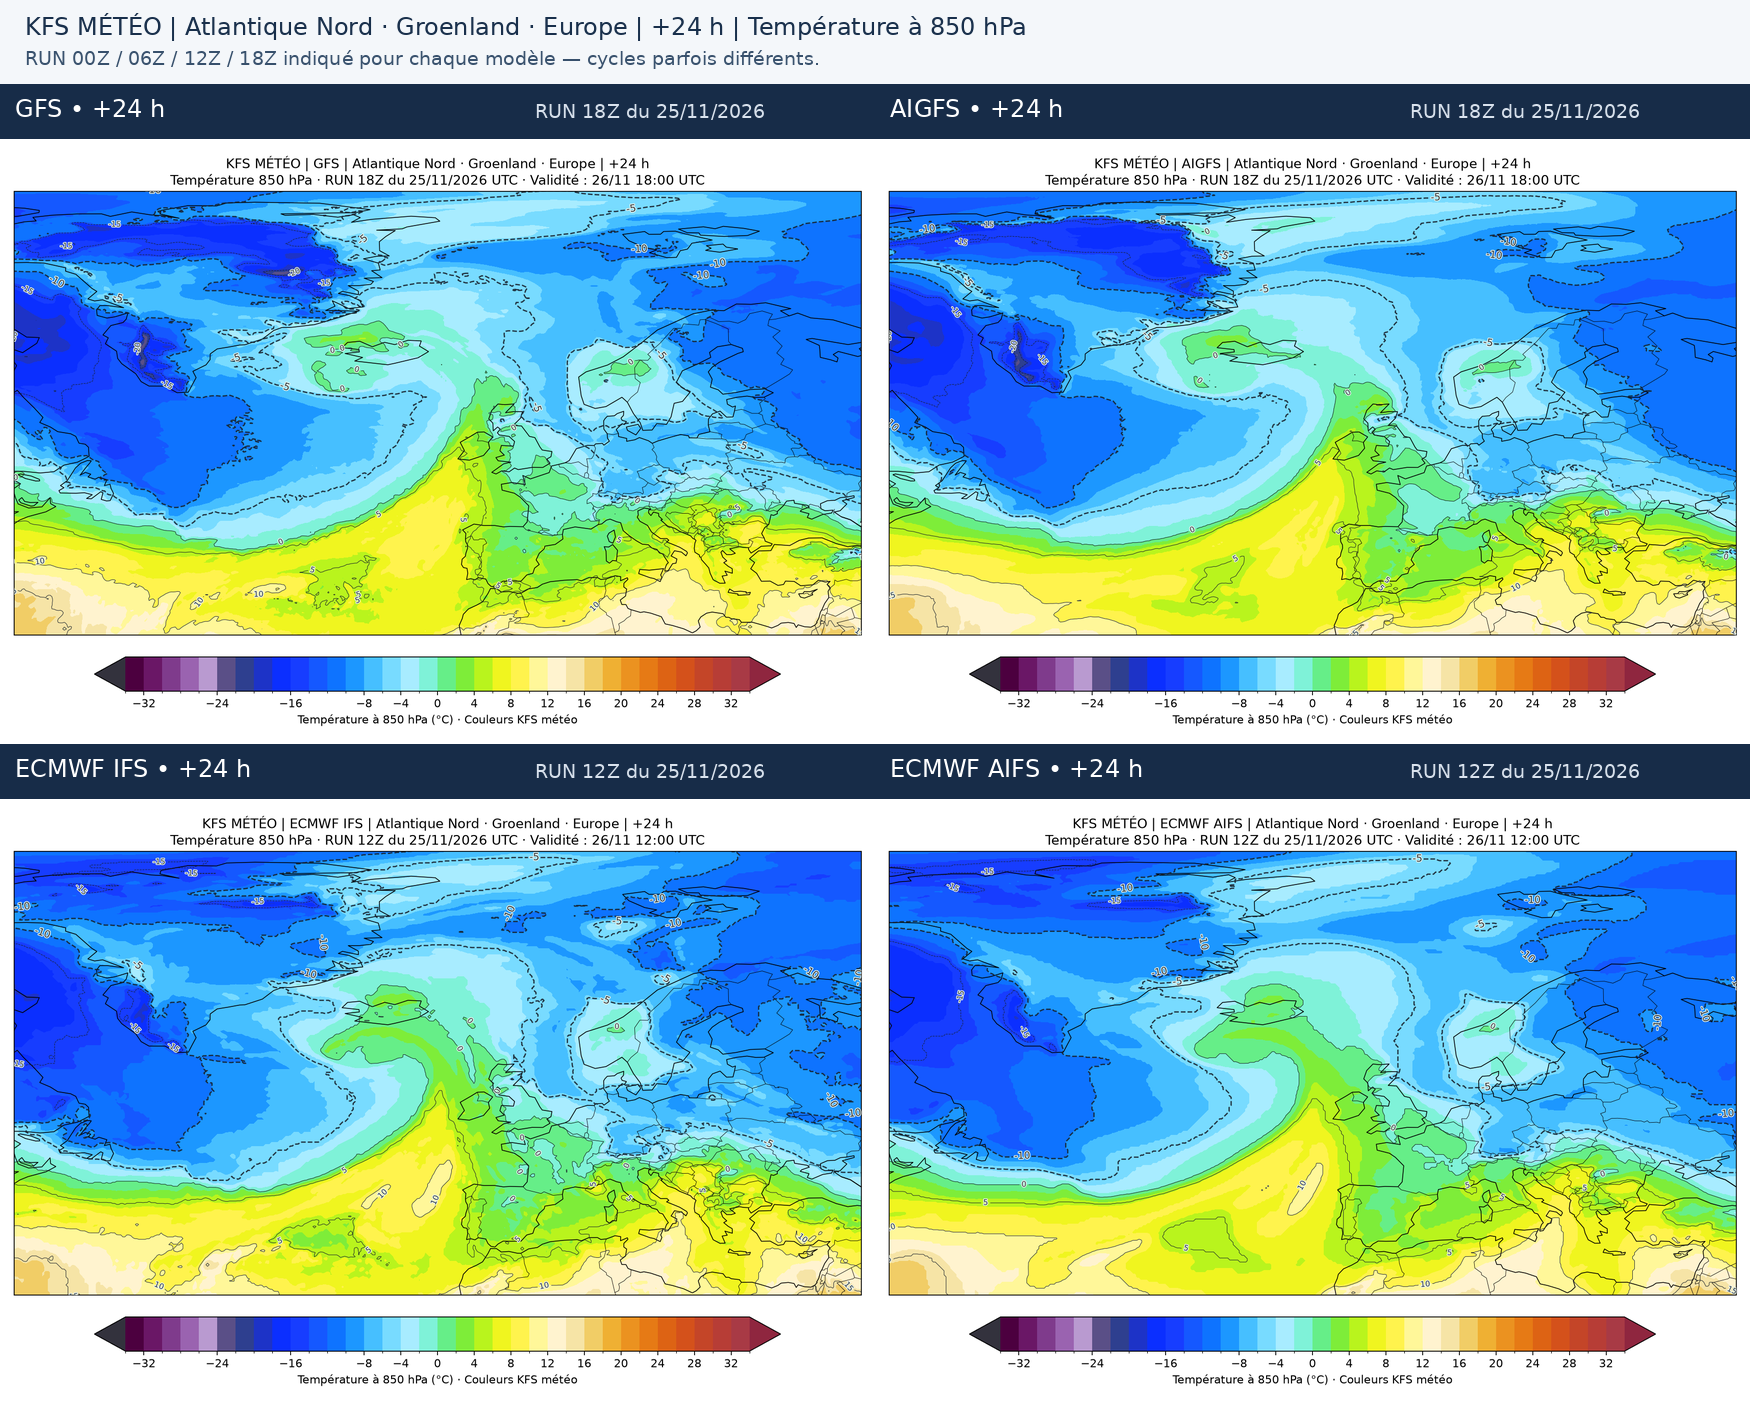 KFS MÉTÉO | Atlantique Nord · Groenland · Europe | +24 h | Température à 850 hPa
RUN 00Z / 06Z / 12Z / 18Z indiqué pour chaque modèle — cycles parfois différents.
GFS • +24 h
RUN 18Z du 25/11/2026
AIGFS • +24 h
RUN 18Z du 25/11/2026
KFS MÉTÉO | GFS | Atlantique Nord · Groenland · Europe | +24 h
Température 850 hPa · RUN 18Z du 25/11/2026 UTC · Validité : 26/11 18:00 UTC
KFS MÉTÉO | AIGFS | Atlantique Nord · Groenland · Europe | +24 h
Température 850 hPa · RUN 18Z du 25/11/2026 UTC · Validité : 26/11 18:00 UTC
−32 −24 −16 −8 −4 0 4 8 12 16 20 24 28 32
Température à 850 hPa (°C) · Couleurs KFS météo
−32 −24 −16 −8 −4 0 4 8 12 16 20 24 28 32
Température à 850 hPa (°C) · Couleurs KFS météo
ECMWF IFS • +24 h
RUN 12Z du 25/11/2026
ECMWF AIFS • +24 h
RUN 12Z du 25/11/2026
KFS MÉTÉO | ECMWF IFS | Atlantique Nord · Groenland · Europe | +24 h
Température 850 hPa · RUN 12Z du 25/11/2026 UTC · Validité : 26/11 12:00 UTC
KFS MÉTÉO | ECMWF AIFS | Atlantique Nord · Groenland · Europe | +24 h
Température 850 hPa · RUN 12Z du 25/11/2026 UTC · Validité : 26/11 12:00 UTC
−32 −24 −16 −8 −4 0 4 8 12 16 20 24 28 32
Température à 850 hPa (°C) · Couleurs KFS météo
−32 −24 −16 −8 −4 0 4 8 12 16 20 24 28 32
Température à 850 hPa (°C) · Couleurs KFS météo